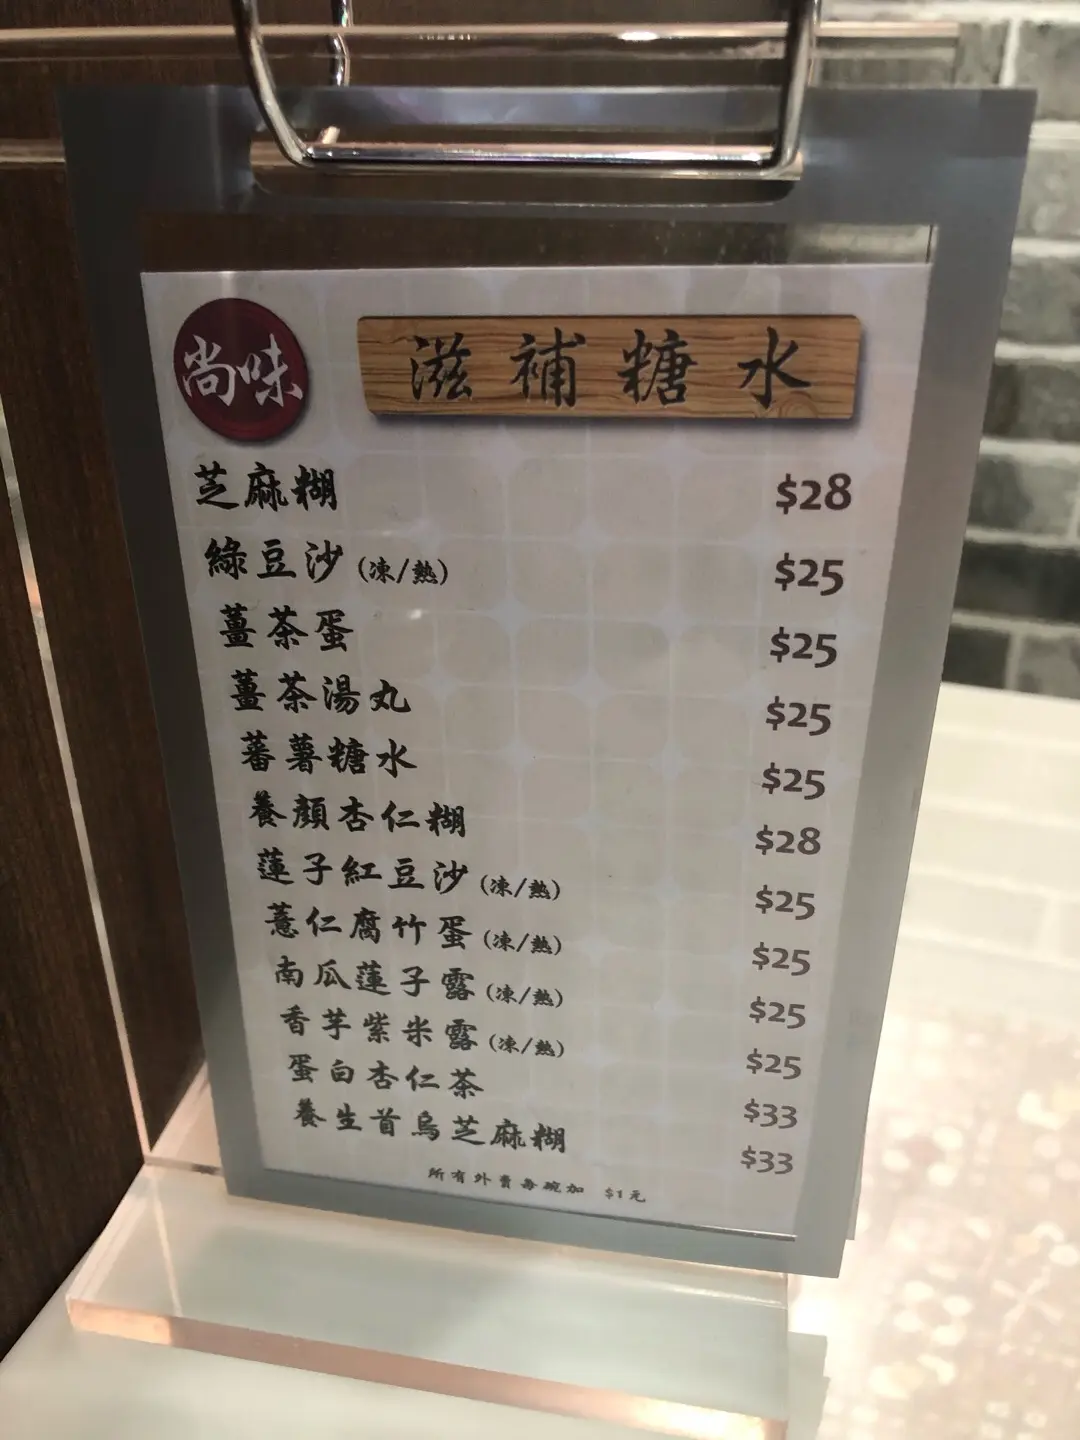 尚味
滋補糖水
芝麻糊 $28
綠豆沙 (凍/熱) $25
薑茶蛋 $25
薑茶湯丸 $25
蕃薯糖水 $25
養顏杏仁糊 $28
蓮子紅豆沙 (凍/熱) $25
薏仁腐竹蛋 (凍/熱) $25
南瓜蓮子露 (凍/熱) $25
香芋紫米露 (凍/熱) $25
蛋白杏仁茶 $33
養生首烏芝麻糊 $33
所有外賣每碗加 $1元